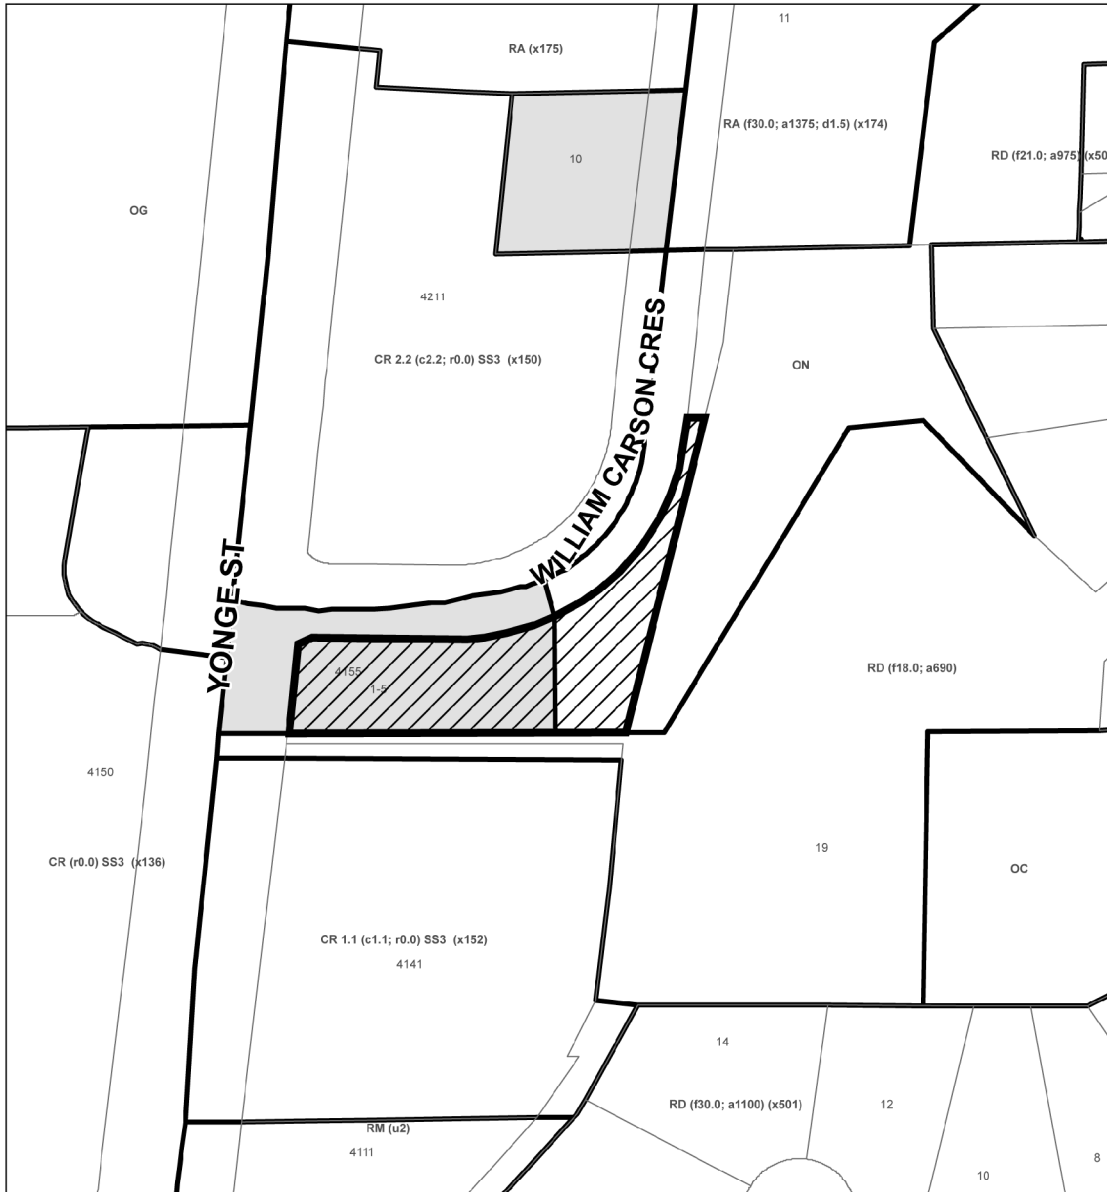 11
RA (x175)
RA (f30.0; a1375; d1.5) (x174)
10
RD (f21.0; a975) (x50
OG
4211
CR 2.2 (c2.2; r0.0) SS3 (x150)
ON
WILLIAM CARSON CRES
YONGE ST
4155
1-5
RD (f18.0; a690)
4150
CR (r0.0) SS3 (x136)
19
OC
CR 1.1 (c1.1; r0.0) SS3 (x152)
4141
14
RD (f30.0; a1100) (x501)
12
RM (u2)
4111
8
10